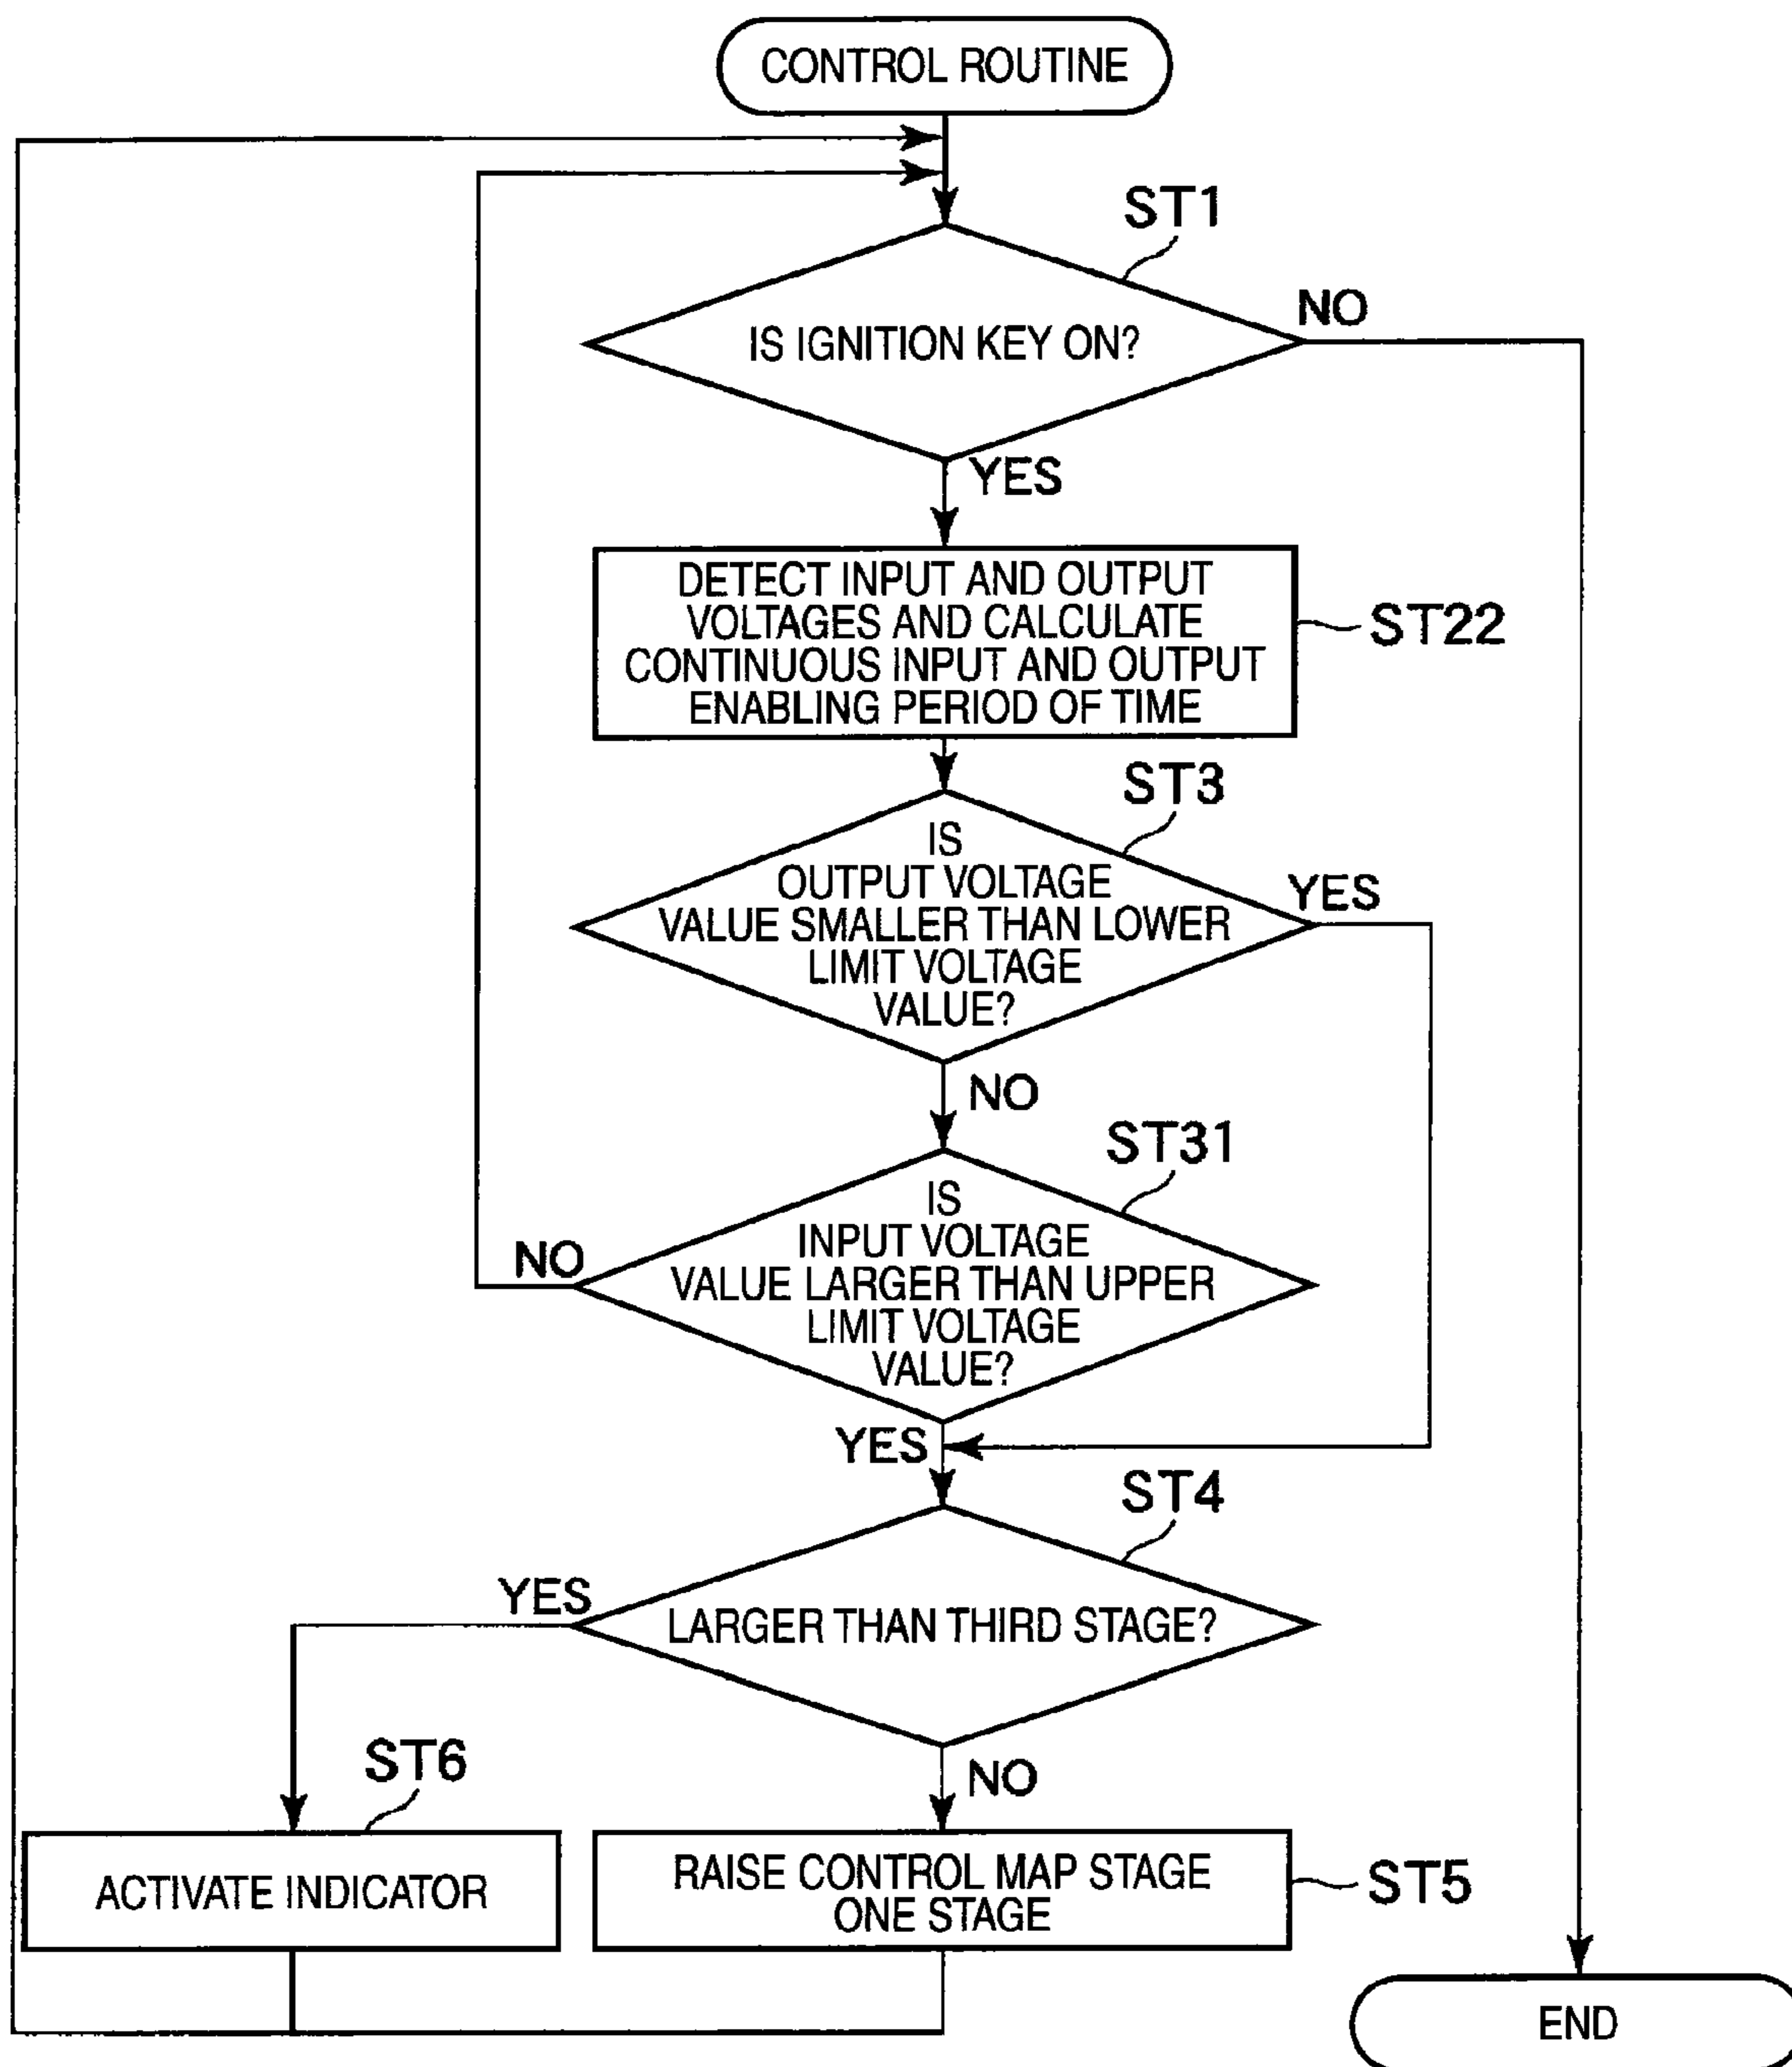 CONTROL ROUTINE
ST1
IS IGNITION KEY ON?
NO
YES
DETECT INPUT AND OUTPUT
VOLTAGES AND CALCULATE
CONTINUOUS INPUT AND OUTPUT
ENABLING PERIOD OF TIME
ST22
ST3
IS
OUTPUT VOLTAGE
VALUE SMALLER THAN LOWER
LIMIT VOLTAGE
VALUE?
YES
NO
ST31
IS
INPUT VOLTAGE
VALUE LARGER THAN UPPER
LIMIT VOLTAGE
VALUE?
NO
YES
ST4
LARGER THAN THIRD STAGE?
YES
NO
ST6
ACTIVATE INDICATOR
RAISE CONTROL MAP STAGE
ONE STAGE
ST5
END